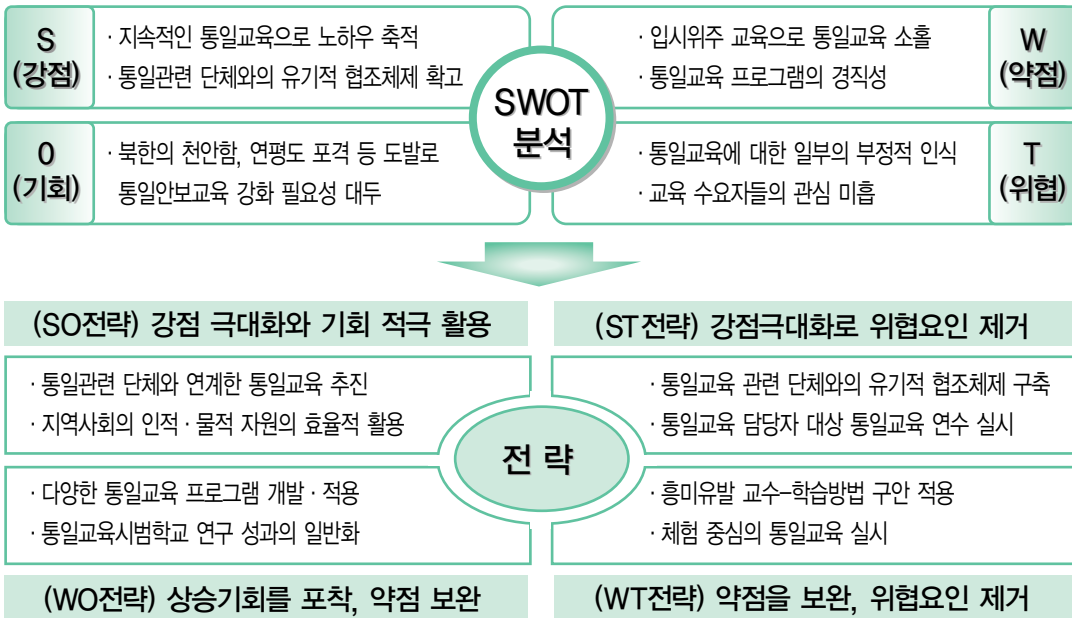 S
(강점)
· 지속적인 통일교육으로 노하우 축적
· 통일관련 단체와의 유기적 협조체제 확고
· 입시위주 교육으로 통일교육 소홀
· 통일교육 프로그램의 경직성
W
(약점)
SWOT
분석
O
(기회)
· 북한의 천안함, 연평도 포격 등 도발로
통일안보교육 강화 필요성 대두
· 통일교육에 대한 일부의 부정적 인식
· 교육 수요자들의 관심 미흡
T
(위협)
(SO전략) 강점 극대화와 기회 적극 활용
(ST전략) 강점극대화로 위협요인 제거
· 통일관련 단체와 연계한 통일교육 추진
· 지역사회의 인적 · 물적 자원의 효율적 활용
· 통일교육 관련 단체와의 유기적 협조체제 구축
· 통일교육 담당자 대상 통일교육 연수 실시
전 략
· 다양한 통일교육 프로그램 개발 · 적용
· 통일교육시범학교 연구 성과의 일반화
· 흥미유발 교수-학습방법 구안 적용
· 체험 중심의 통일교육 실시
(WO전략) 상승기회를 포착, 약점 보완
(WT전략) 약점을 보완, 위협요인 제거